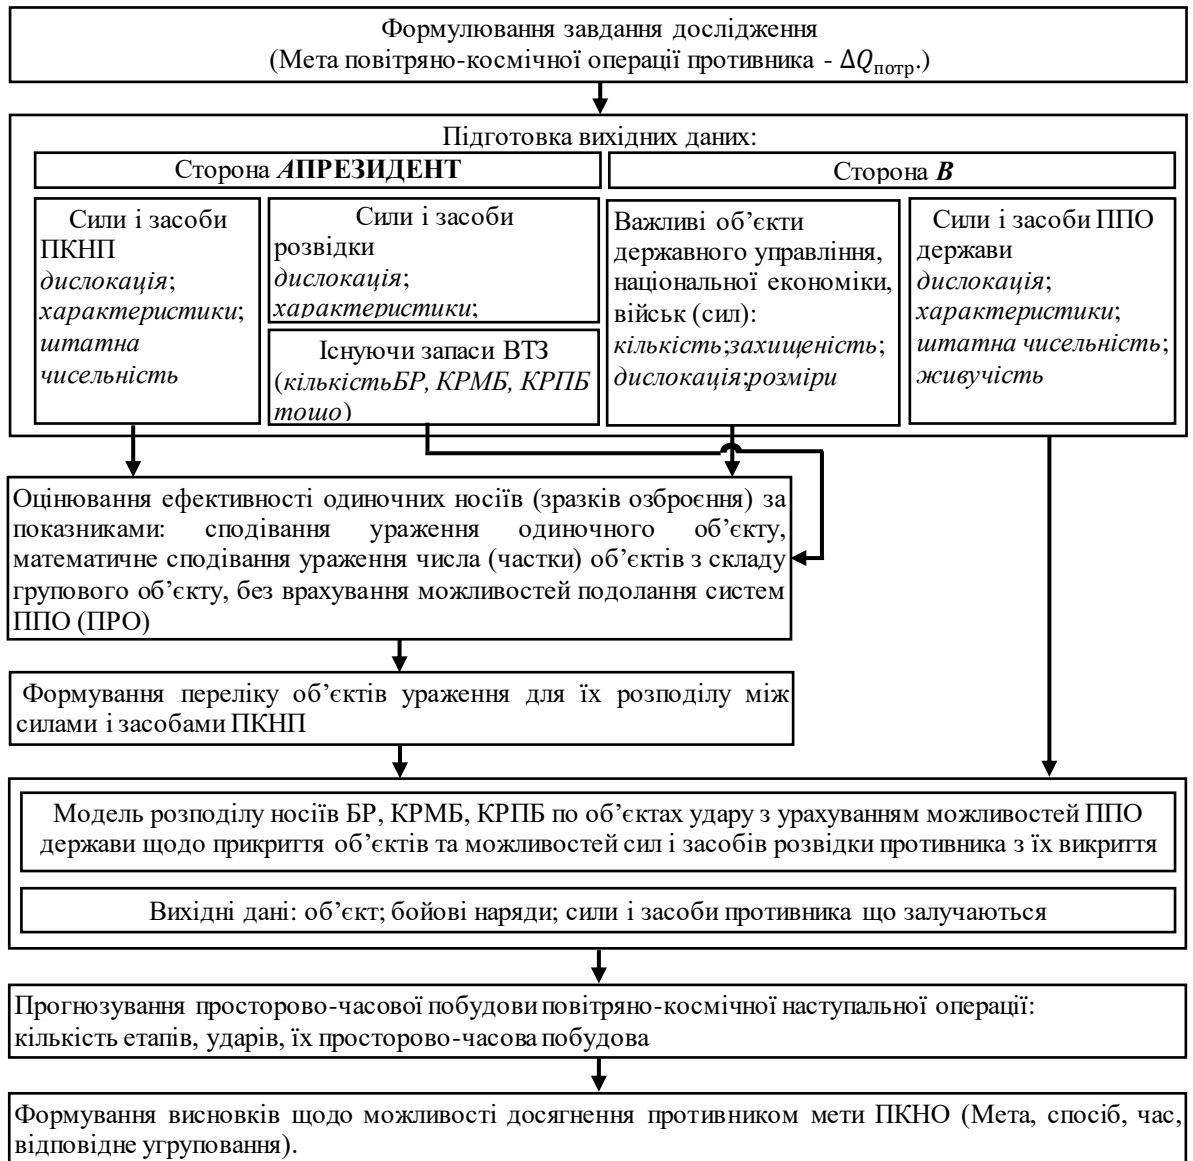 Формулювання завдання дослідження
(Мета повітряно-космічної операції противника - ΔQпотр.)
Підготовка вихідних даних:
Сторона АПРЕЗИДЕНТ
Сторона В
Сили і засоби
ПКНП
дислокація;
характеристики;
штатна
чисельність
Сили і засоби
розвідки
дислокація;
характеристики;
Існуючи запаси ВТЗ
(кількістьБР, КРМБ, КРПБ
тошо)
Важливі об’єкти
державного управління,
національної економіки,
військ (сил):
кількість;захищеність;
дислокація;розміри
Сили і засоби ППО
держави
дислокація;
характеристики;
штатна чисельність;
живучість
Оцінювання ефективності одиночних носіїв (зразків озброєння) за
показниками: сподівання ураження одиночного об’єкту,
математичне сподівання ураження числа (частки) об’єктів з складу
групового об’єкту, без врахування можливостей подолання систем
ППО (ПРО)
Формування переліку об’єктів ураження для їх розподілу між
силами і засобами ПКНП
Модель розподілу носіїв БР, КРМБ, КРПБ по об’єктах удару з урахуванням можливостей ППО
держави щодо прикриття об’єктів та можливостей сил і засобів розвідки противника з їх викриття
Вихідні дані: об’єкт; бойові наряди; сили і засоби противника що залучаються
Прогнозування просторово-часової побудови повітряно-космічної наступальної операції:
кількість етапів, ударів, їх просторово-часова побудова
Формування висновків щодо можливості досягнення противником мети ПКНО (Мета, спосіб, час,
відповідне угруповання).